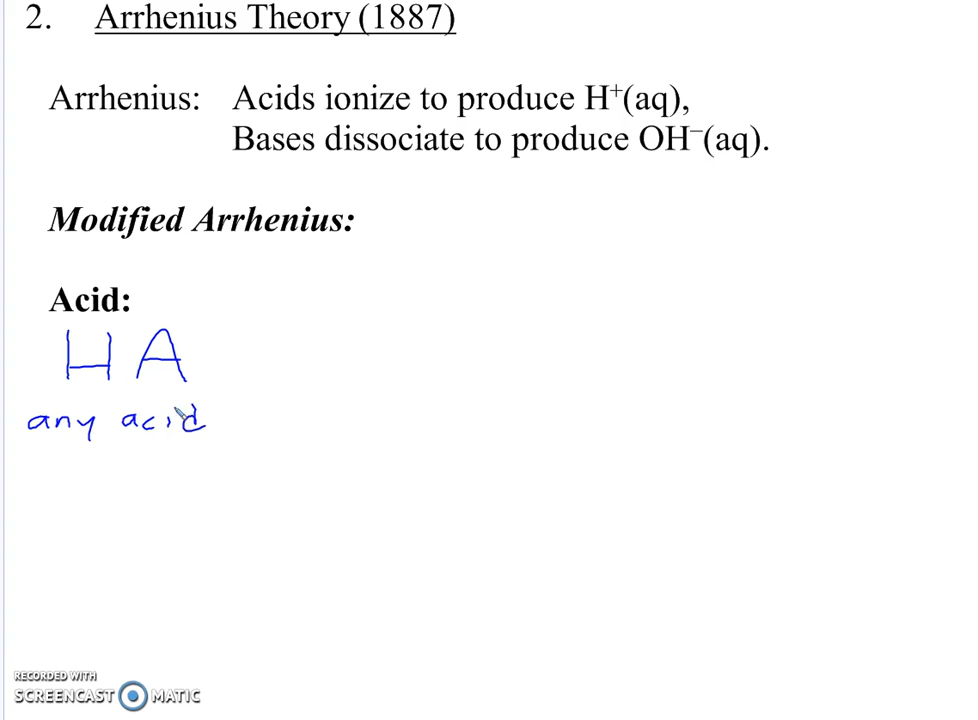 2. Arrhenius Theory (1887)
Arrhenius: Acids ionize to produce H⁺(aq),
Bases dissociate to produce OH⁻(aq).
Modified Arrhenius:
Acid:
H A
any acid
RECORDED WITH
SCREENCAST MATIC